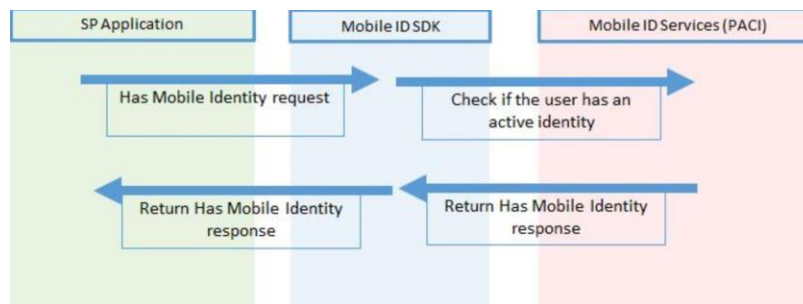 SP Application
Mobile ID SDK
Mobile ID Services (PACI)
Has Mobile Identity request
Check if the user has an
active identity
Return Has Mobile Identity
response
Return Has Mobile Identity
response